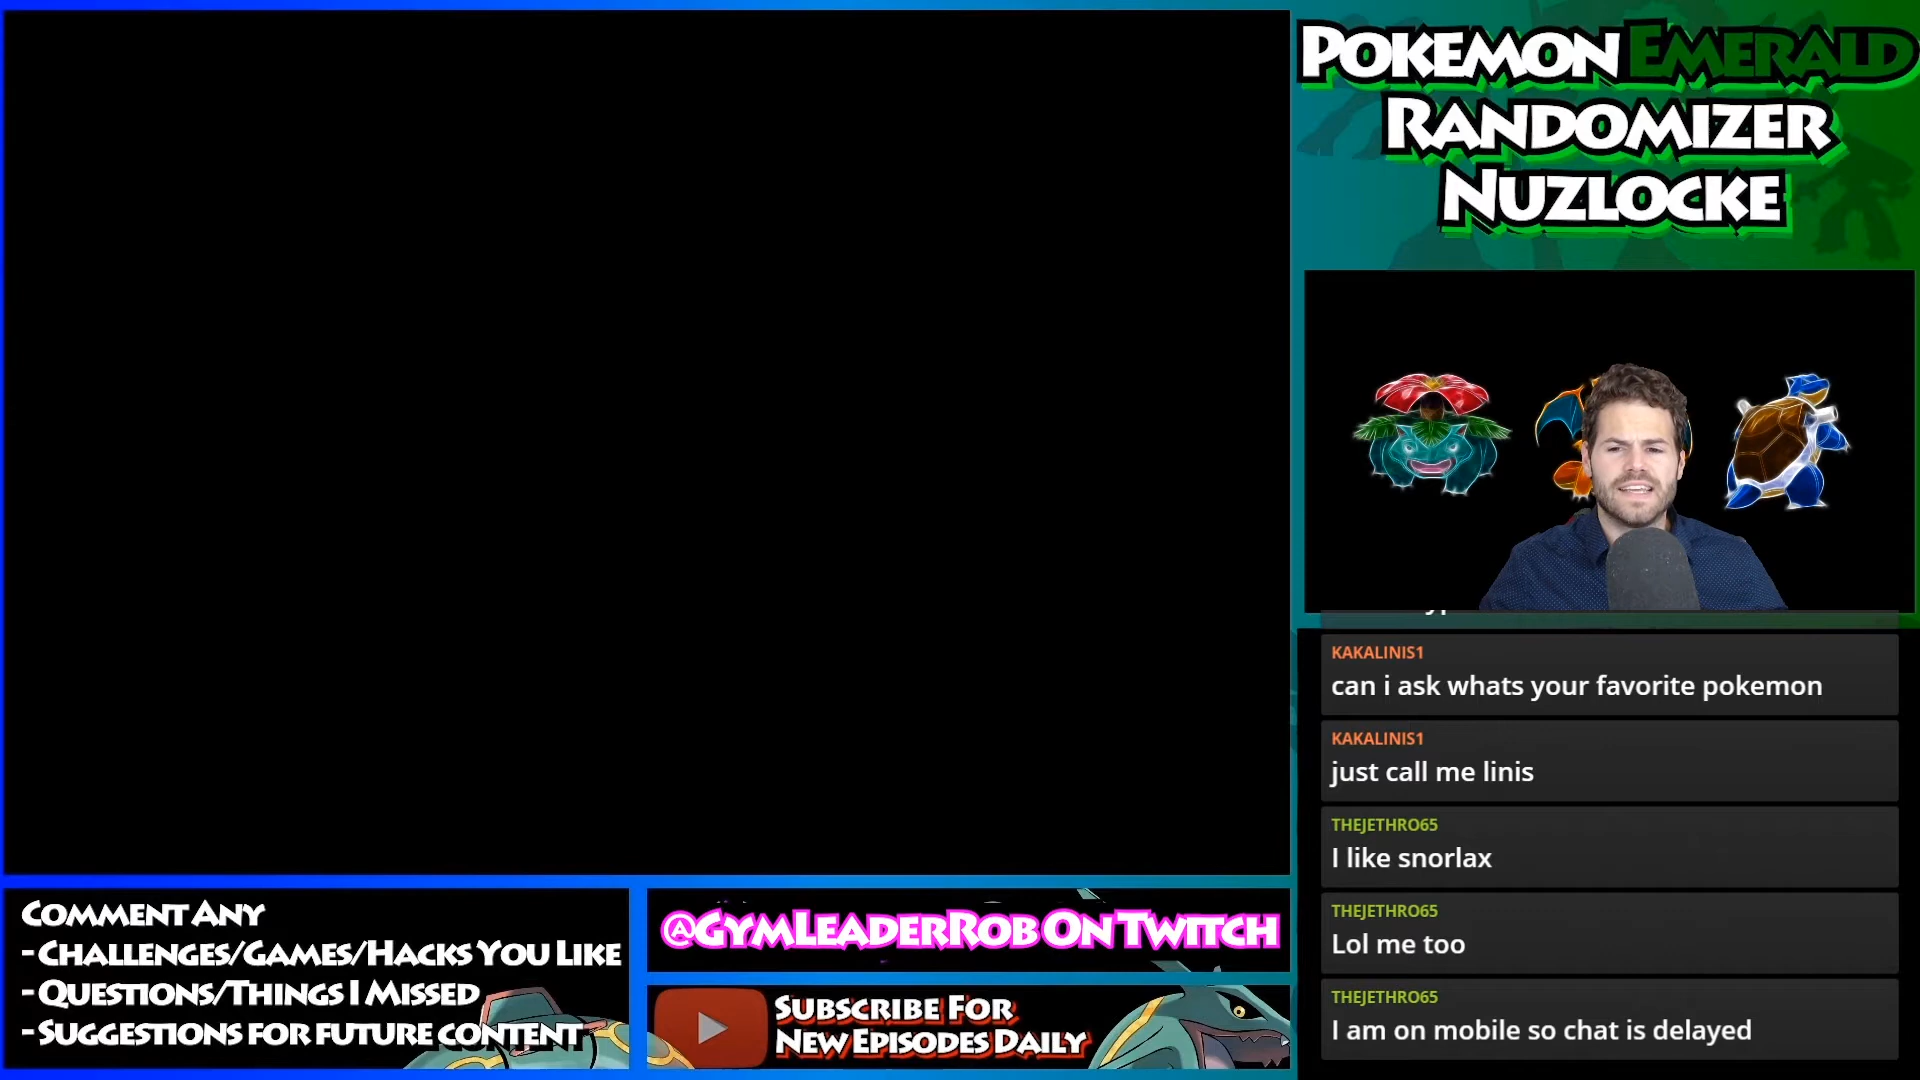 POKEMON EMERALD
RANDOMIZER
NUZLOCKE
KAKALINIS1
can i ask whats your favorite pokemon
KAKALINIS1
just call me linis
THEJETHRO65
I like snorlax
THEJETHRO65
Lol me too
THEJETHRO65
I am on mobile so chat is delayed
COMMENT ANY
- CHALLENGES/GAMES/HACKS YOU LIKE
- QUESTIONS/THINGS I MISSED
- SUGGESTIONS FOR FUTURE CONTENT
@GYMLEADERROB ON TWITCH
SUBSCRIBE FOR
NEW EPISODES DAILY